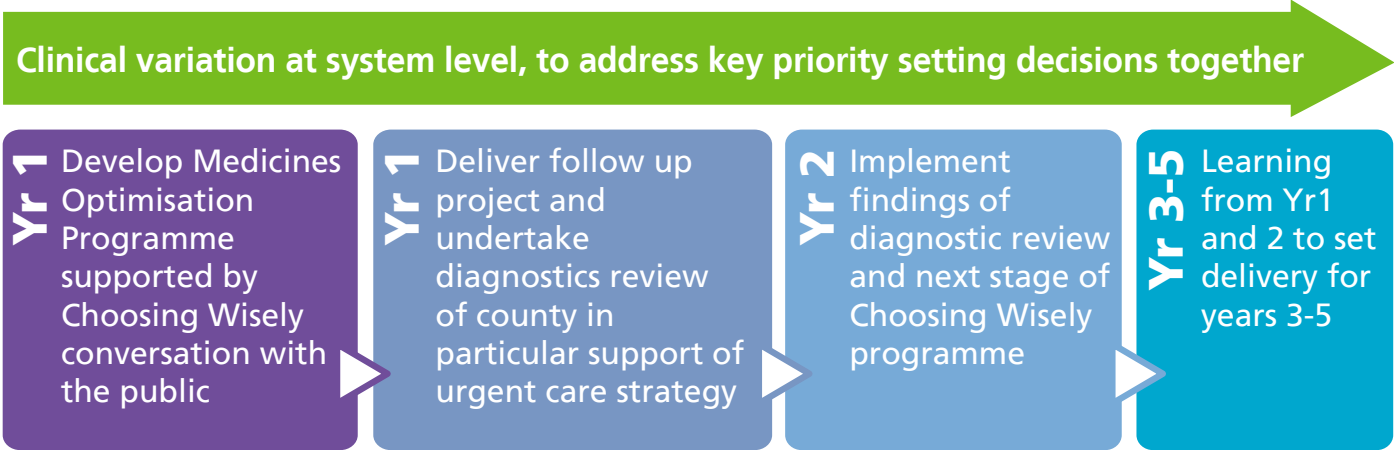 Clinical variation at system level, to address key priority setting decisions together
Yr 1
Develop Medicines
Optimisation
Programme
supported by
Choosing Wisely
conversation with
the public
Yr 1
Deliver follow up
project and
undertake
diagnostics review
of county in
particular support of
urgent care strategy
Yr 2
Implement
findings of
diagnostic review
and next stage of
Choosing Wisely
programme
Yr 3-5
Learning
from Yr1
and 2 to set
delivery for
years 3-5